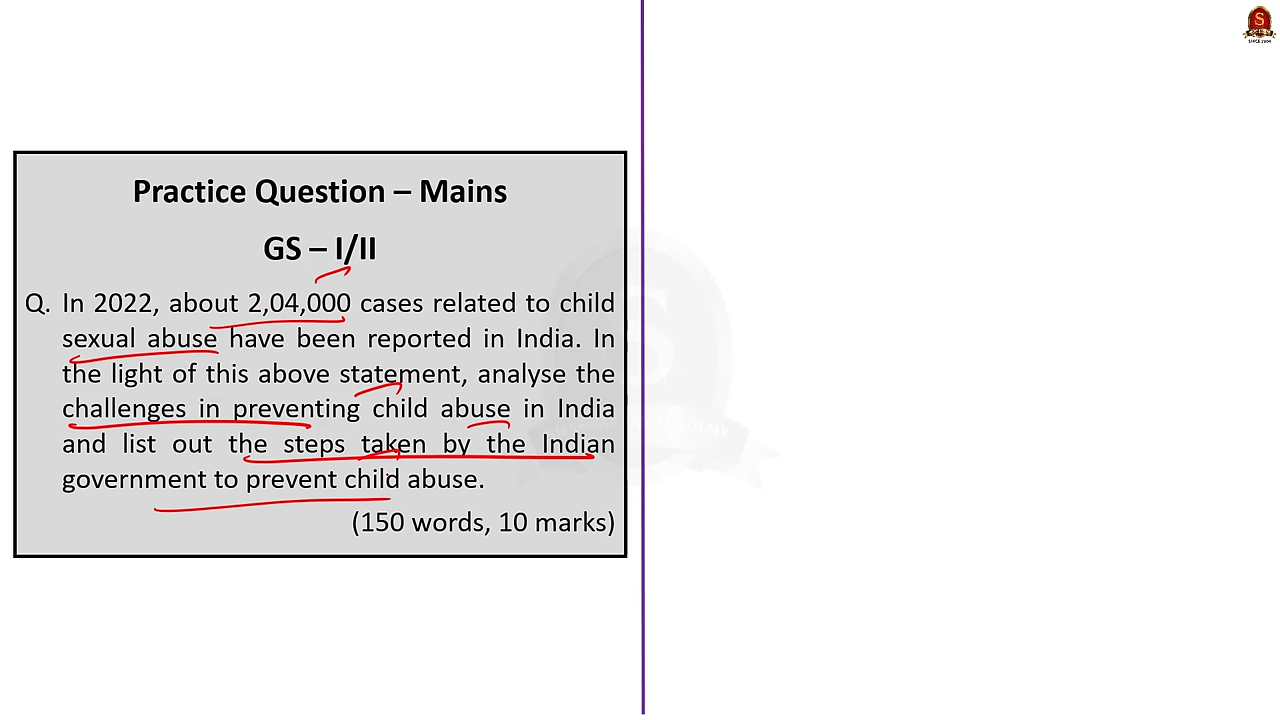 Practice Question – Mains
GS – I/II
Q. In 2022, about 2,04,000 cases related to child
sexual abuse have been reported in India. In
the light of this above statement, analyse the
challenges in preventing child abuse in India
and list out the steps taken by the Indian
government to prevent child abuse.
(150 words, 10 marks)
S
SINCE 2004